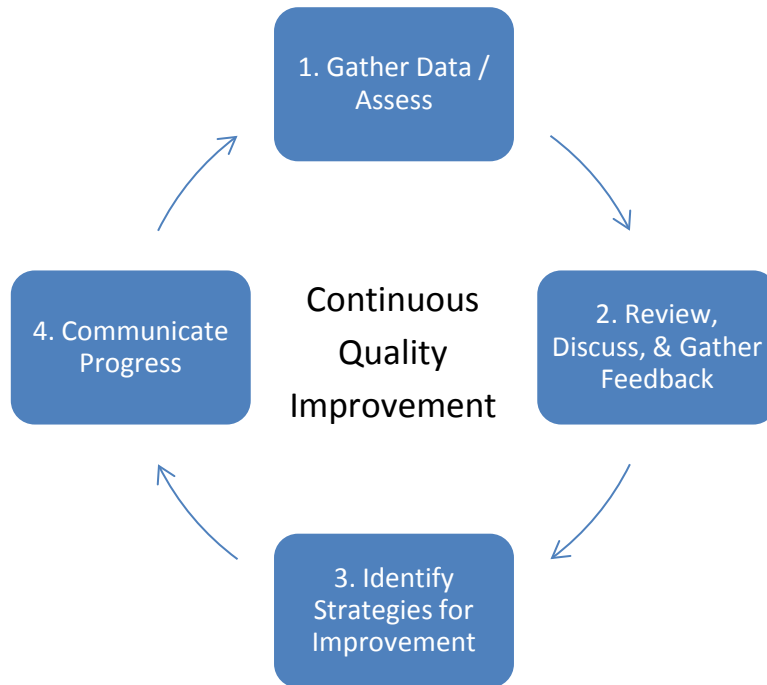 1. Gather Data /
Assess
2. Review,
Discuss, & Gather
Feedback
3. Identify
Strategies for
Improvement
4. Communicate
Progress
Continuous
Quality
Improvement